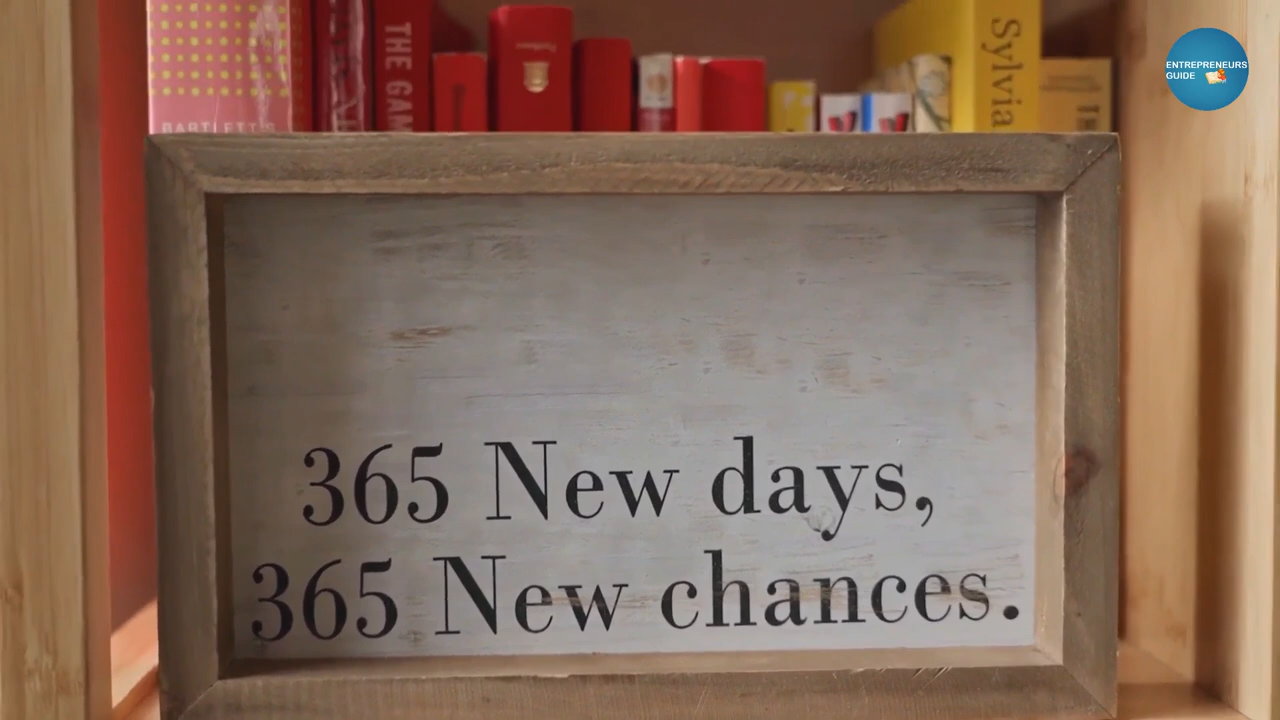 ENTREPRENEURS
GUIDE
THE GAM
Sylvia
BARTLETT'S
365 New days,
365 New chances.